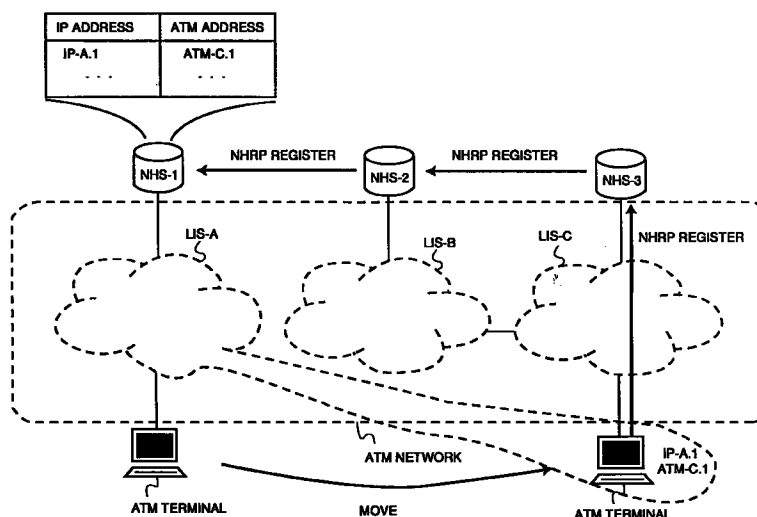 IP ADDRESS ATM ADDRESS
IP-A.1 ATM-C.1
. . . . . .
NHRP REGISTER NHRP REGISTER
NHS-1 NHS-2 NHS-3
LIS-A LIS-B LIS-C NHRP REGISTER
IP-A.1
ATM-C.1
ATM NETWORK
ATM TERMINAL MOVE ATM TERMINAL